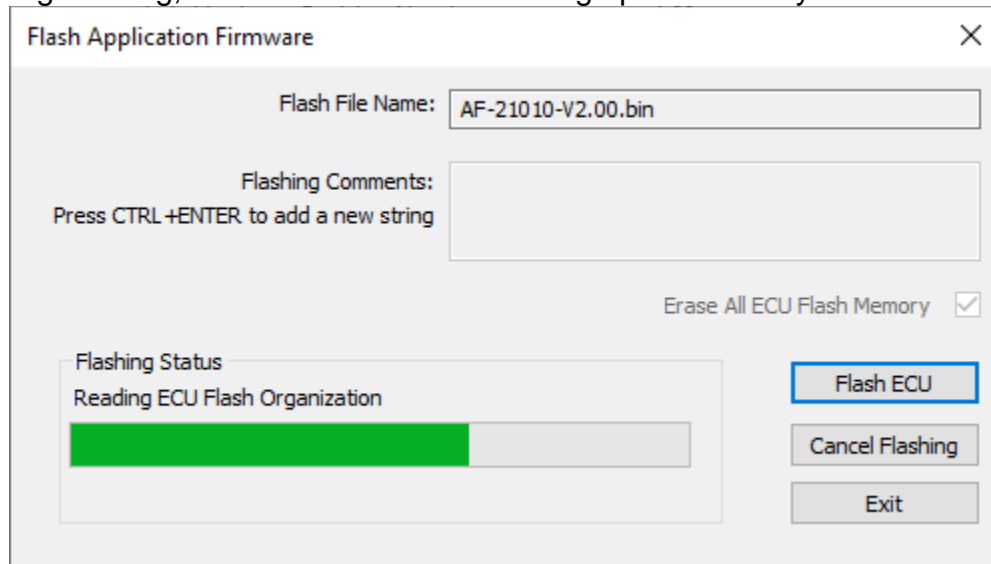 Flash Application Firmware
Flash File Name: AF-21010-V2.00.bin
Flashing Comments:
Press CTRL+ENTER to add a new string
Erase All ECU Flash Memory
Flashing Status
Reading ECU Flash Organization
Flash ECU
Cancel Flashing
Exit